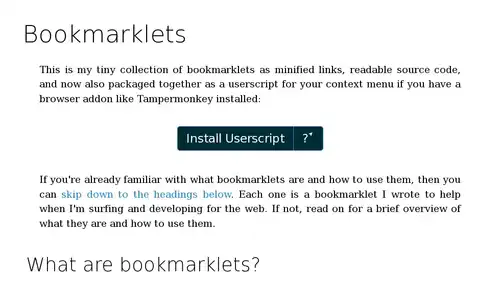 Bookmarklets
This is my tiny collection of bookmarklets as minified links, readable source code,
and now also packaged together as a userscript for your context menu if you have a
browser addon like Tampermonkey installed:
Install Userscript ?
If you're already familiar with what bookmarklets are and how to use them, then you
can skip down to the headings below. Each one is a bookmarklet I wrote to help
when I'm surfing and developing for the web. If not, read on for a brief overview of
what they are and how to use them.
What are bookmarklets?